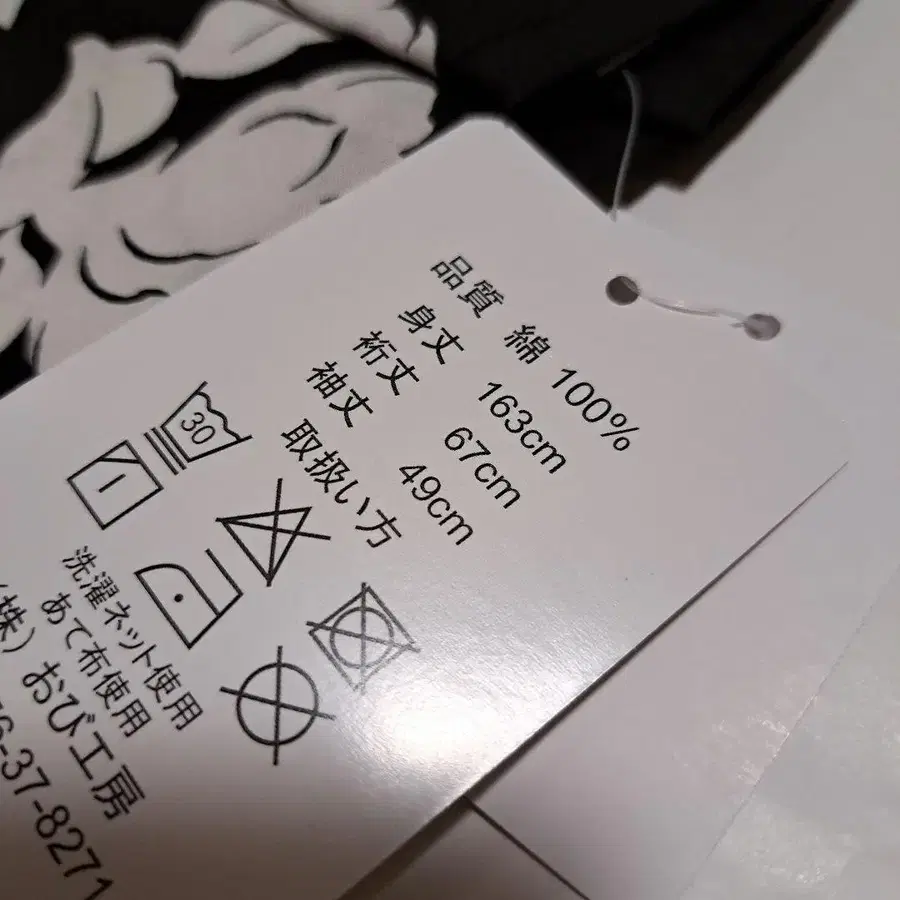 品質 綿 100%
身丈 163cm
裄丈 67cm
袖丈 49cm
取扱い方
30
洗濯ネット使用
あて布使用
(株) おび工房
6-37-8271